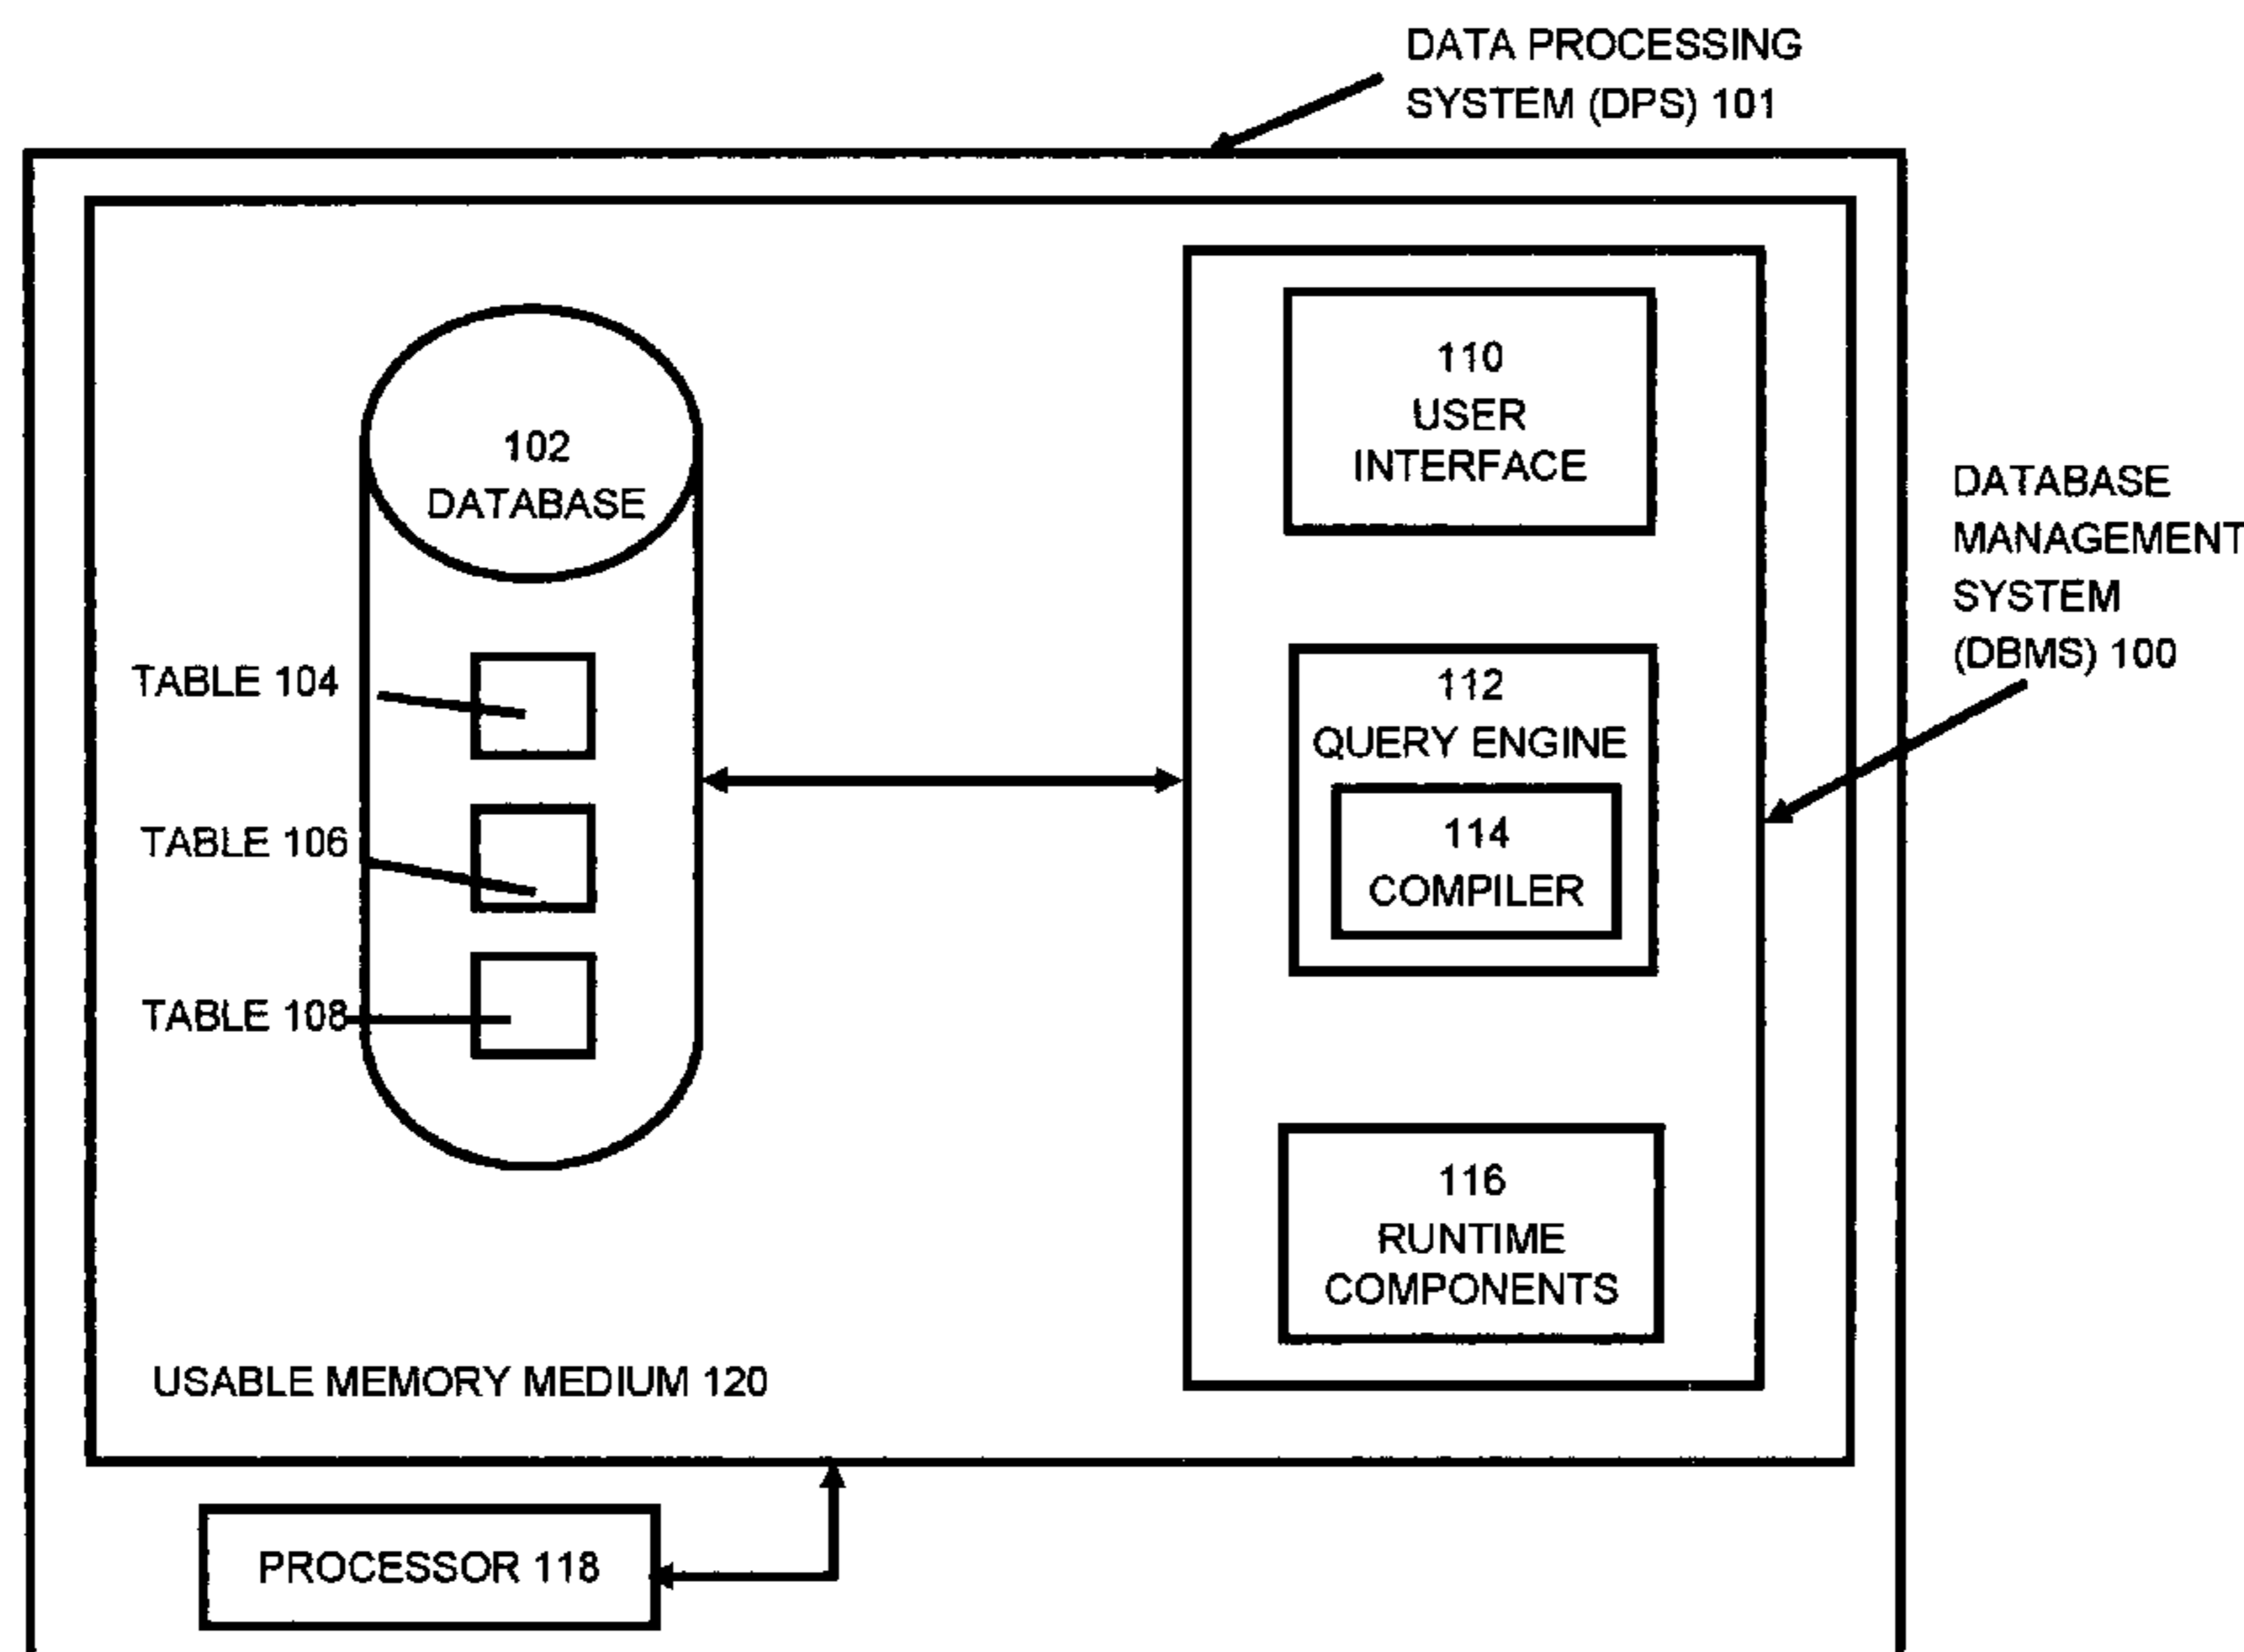 DATA PROCESSING
SYSTEM (DPS) 101
102
DATABASE
TABLE 104
TABLE 106
TABLE 108
110
USER
INTERFACE
112
QUERY ENGINE
114
COMPILER
116
RUNTIME
COMPONENTS
DATABASE
MANAGEMENT
SYSTEM
(DBMS) 100
USABLE MEMORY MEDIUM 120
PROCESSOR 118